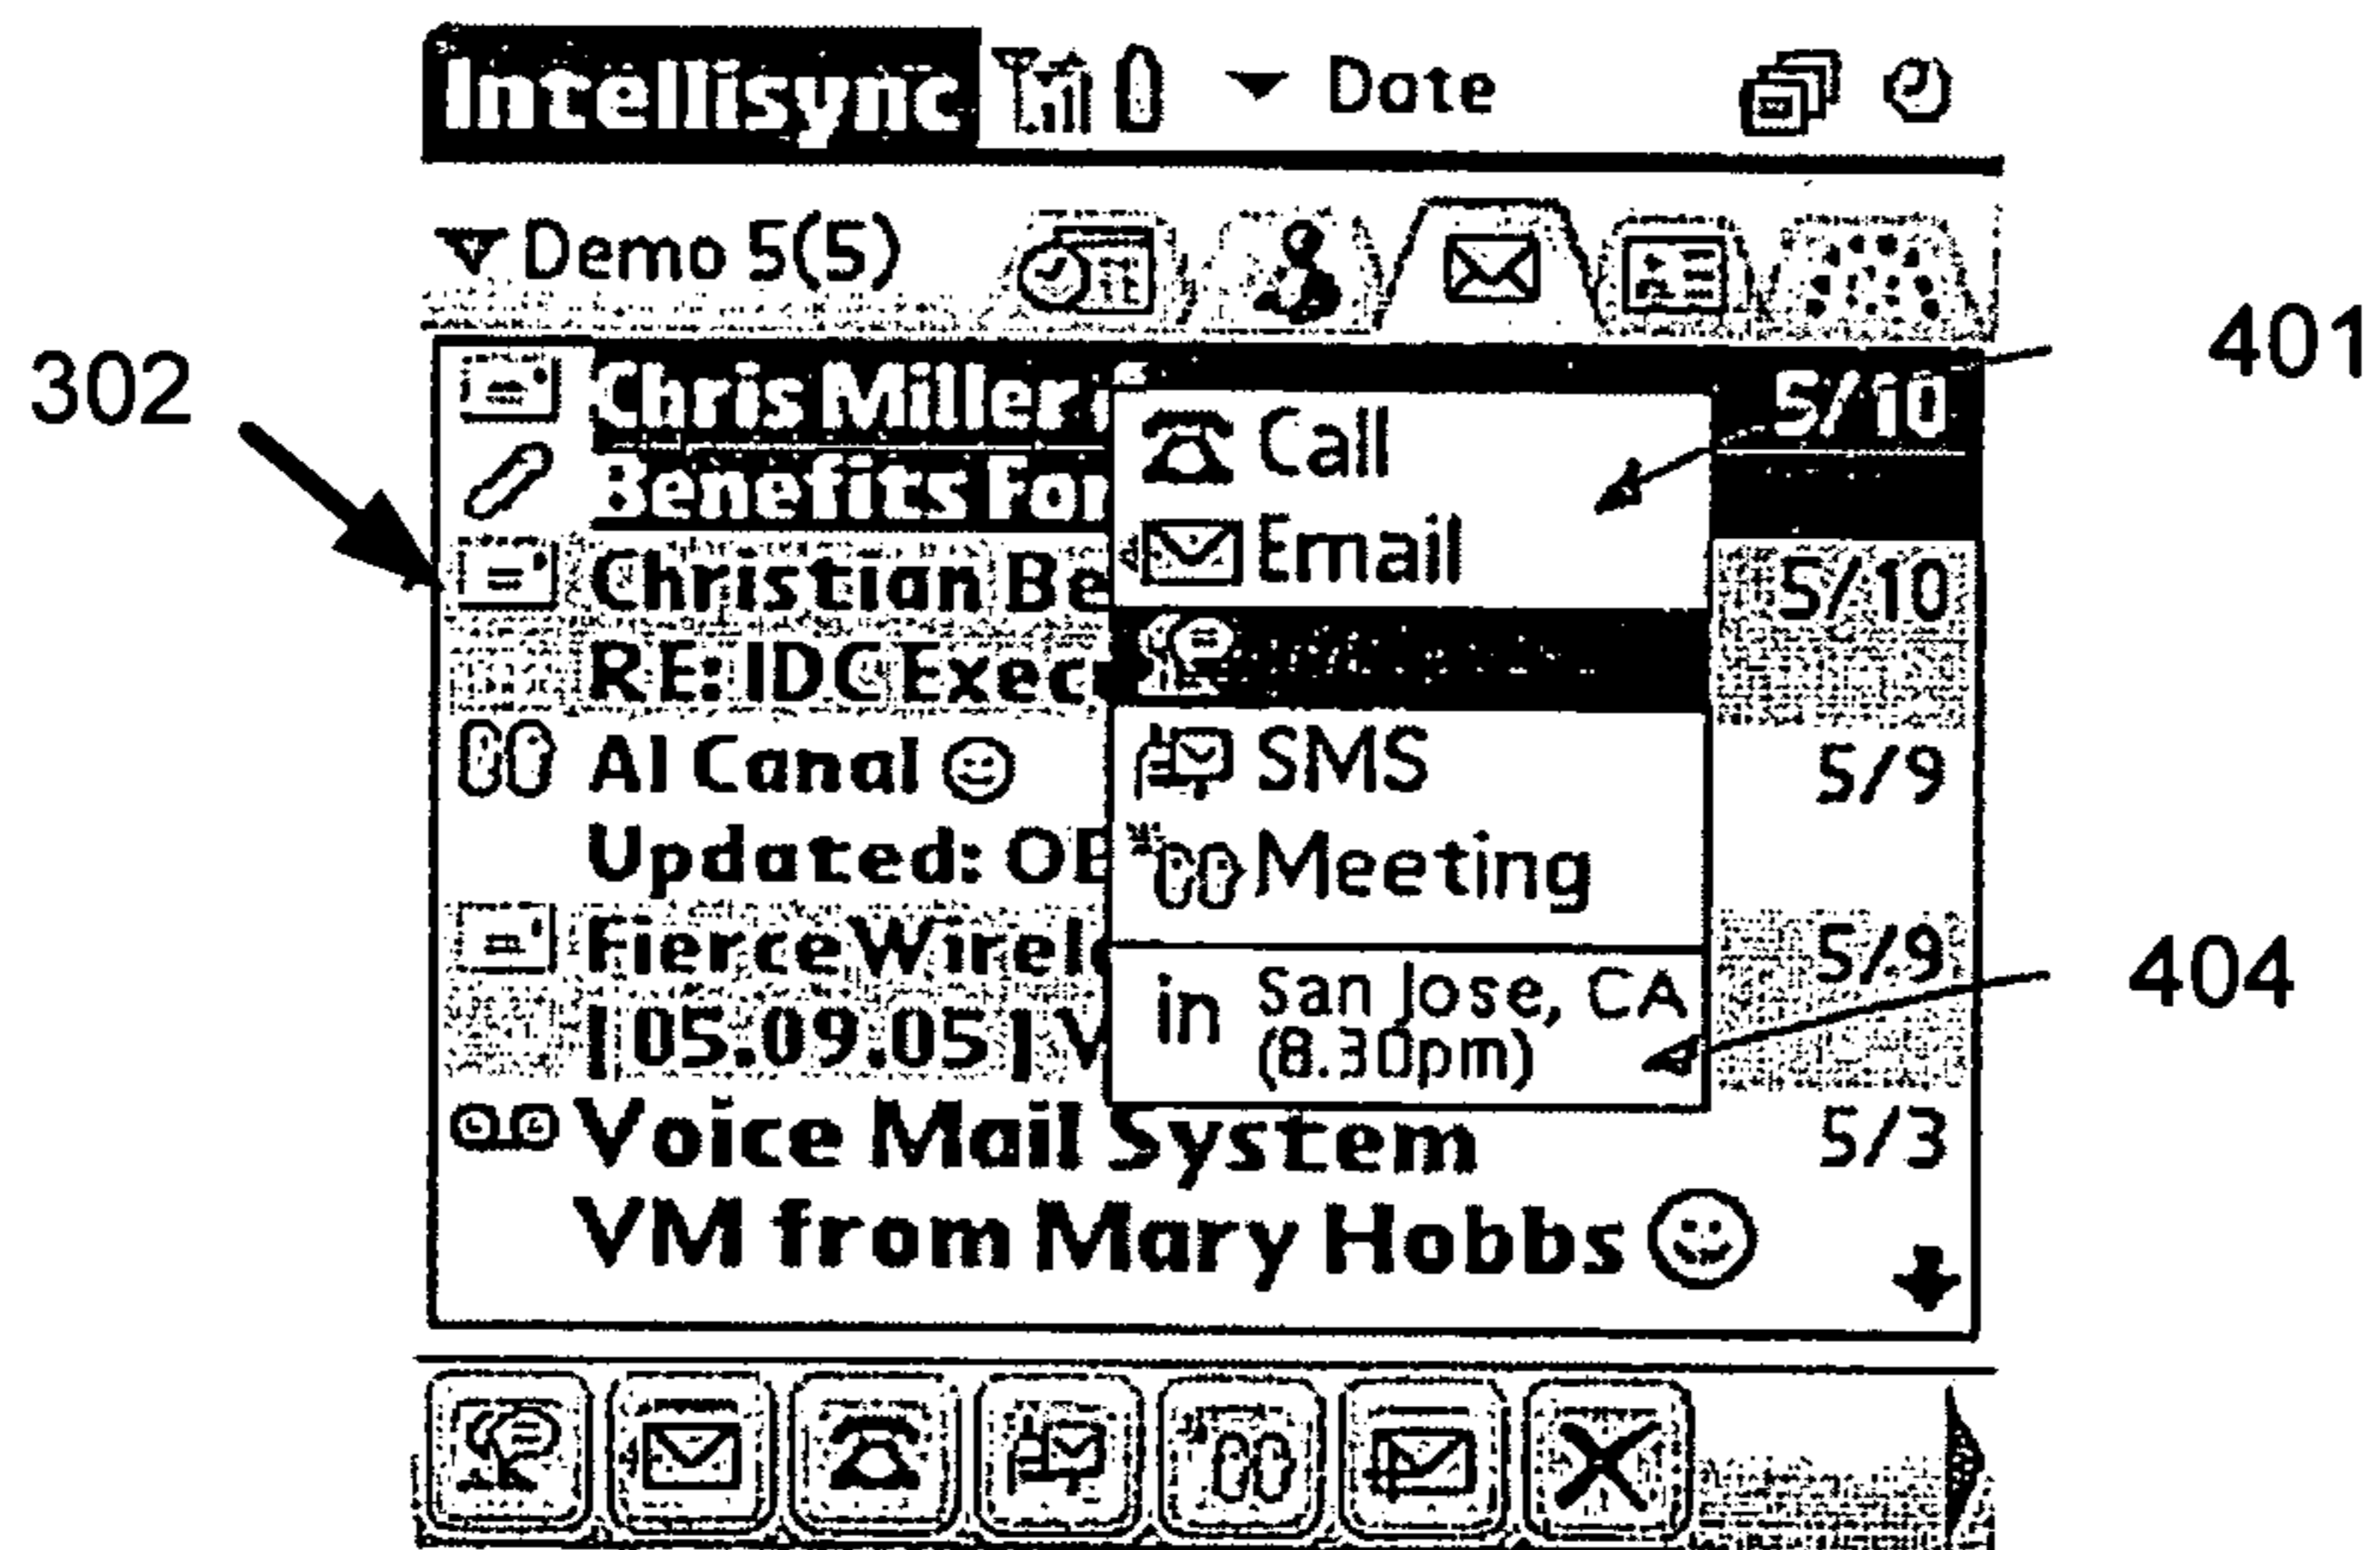 Intellisync Date
Demo 5(5)
302
401
Chris Miller 5/10
Benefits For
Christian Be 5/10
RE: IDC Exec
Al Canal 5/9
Updated: OB
FierceWirel 5/9
[05.09.05] V
Voice Mail System 5/3
VM from Mary Hobbs
Call
Email
SMS
Meeting
in San Jose, CA
(8.30pm)
404